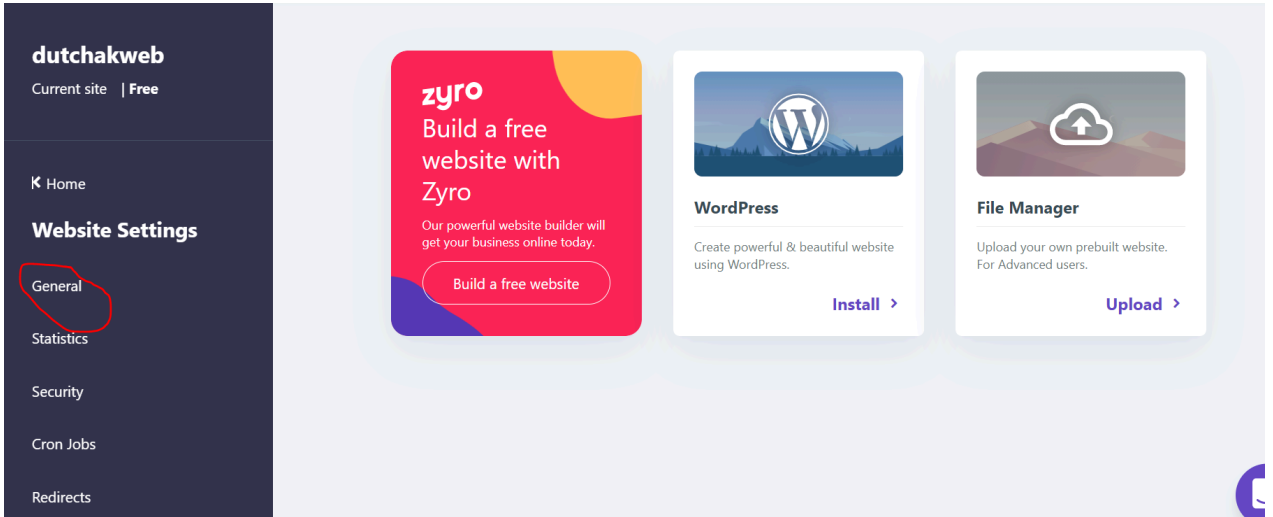 dutchakweb
Current site | Free
Home
Website Settings
General
Statistics
Security
Cron Jobs
Redirects
zyro
Build a free
website with
Zyro
Our powerful website builder will
get your business online today.
Build a free website
WordPress
Create powerful & beautiful website
using WordPress.
Install
File Manager
Upload your own prebuilt website.
For Advanced users.
Upload